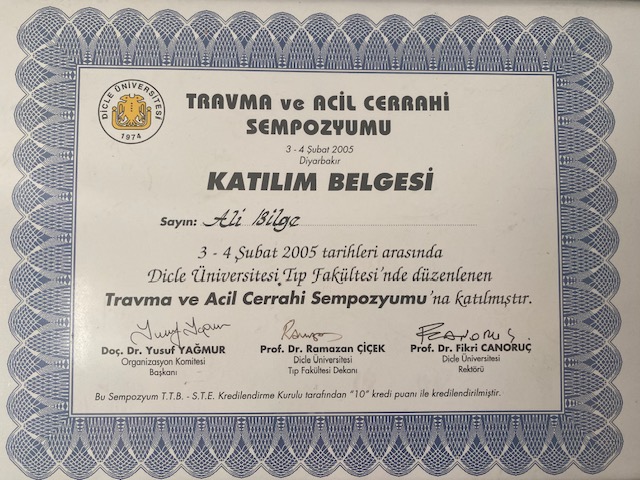 DİCLE ÜNİVERSİTESİ
1974
TRAVMA ve ACİL CERRAHİ
SEMPOZYUMU
3 - 4 Şubat 2005
Diyarbakır
KATILIM BELGESİ
Sayın: Ali Bilge
3 - 4 Şubat 2005 tarihleri arasında
Dicle Üniversitesi Tıp Fakültesi'nde düzenlenen
Travma ve Acil Cerrahi Sempozyumu'na katılmıştır.
Doç. Dr. Yusuf YAĞMUR
Organizasyon Komitesi
Başkanı
Prof. Dr. Ramazan ÇİÇEK
Dicle Üniversitesi
Tıp Fakültesi Dekanı
Prof. Dr. Fikri CANORUÇ
Dicle Üniversitesi
Rektörü
Bu Sempozyum T.T.B. - S.T.E. Kredilendirme Kurulu tarafından "10" kredi puanı ile kredilendirilmiştir.